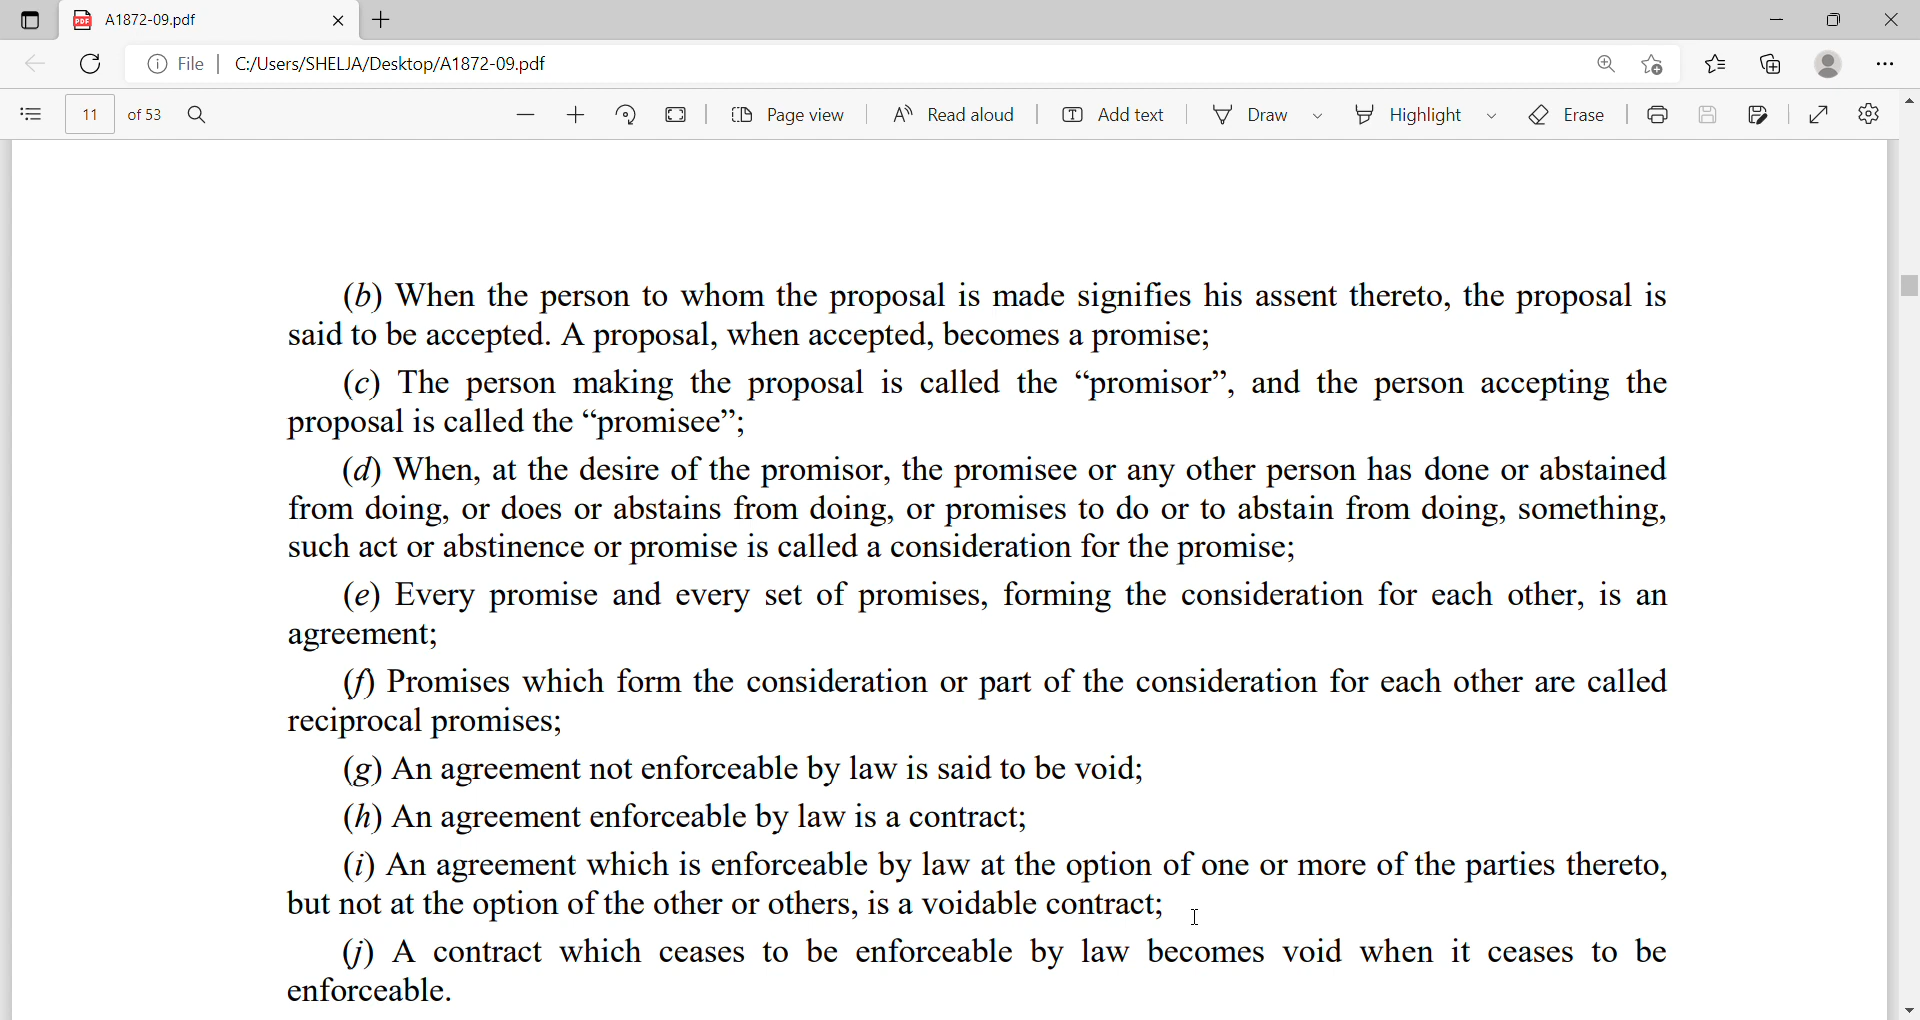 A1872-09.pdf
File | C:/Users/SHELJA/Desktop/A1872-09.pdf
11 of 53 Page view Read aloud Add text Draw Highlight Erase
(b) When the person to whom the proposal is made signifies his assent thereto, the proposal is
said to be accepted. A proposal, when accepted, becomes a promise;
(c) The person making the proposal is called the “promisor”, and the person accepting the
proposal is called the “promisee”;
(d) When, at the desire of the promisor, the promisee or any other person has done or abstained
from doing, or does or abstains from doing, or promises to do or to abstain from doing, something,
such act or abstinence or promise is called a consideration for the promise;
(e) Every promise and every set of promises, forming the consideration for each other, is an
agreement;
(f) Promises which form the consideration or part of the consideration for each other are called
reciprocal promises;
(g) An agreement not enforceable by law is said to be void;
(h) An agreement enforceable by law is a contract;
(i) An agreement which is enforceable by law at the option of one or more of the parties thereto,
but not at the option of the other or others, is a voidable contract;
(j) A contract which ceases to be enforceable by law becomes void when it ceases to be
enforceable.